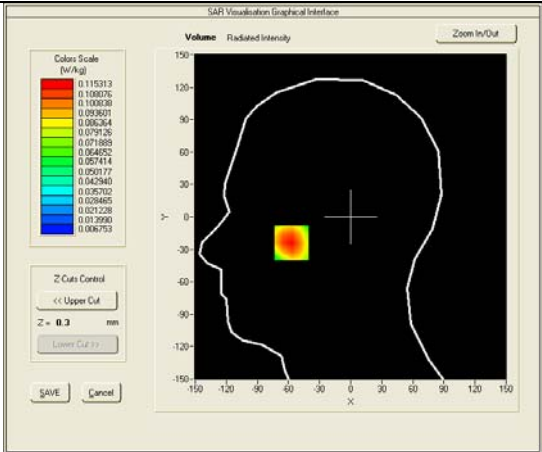 SAR Visualisation Graphical Interface
Volume Radiated Intensity
Zoom In/Out
Colors Scale
(W/kg)
0.115313
0.108076
0.100838
0.093601
0.086364
0.079126
0.071889
0.064652
0.057414
0.050177
0.042940
0.035702
0.028465
0.021228
0.013990
0.006753
Z-Cuts Control
<< Upper Cut
Z = 0.3 mm
Lower Cut >>
SAVE Cancel
150
120
90
60
30
0
-30
-60
-90
-120
-150
Y
-150 -120 -90 -60 -30 0 30 60 90 120 150
X